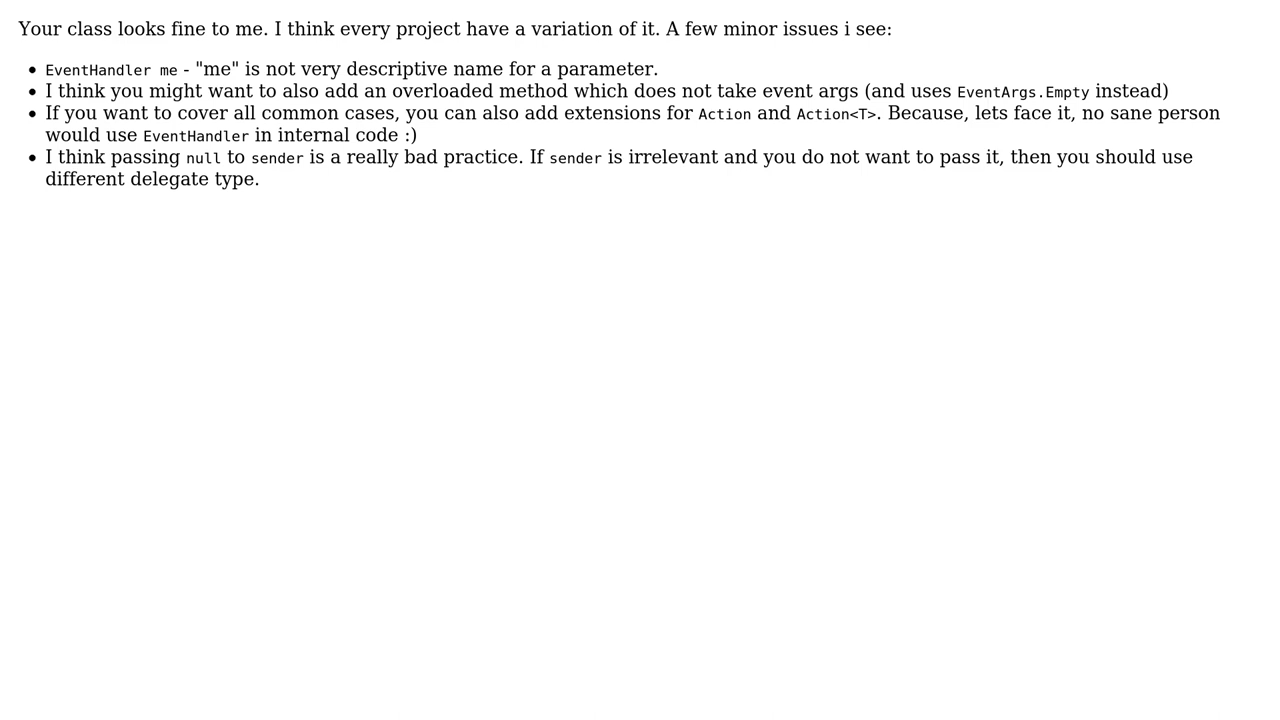 Your class looks fine to me. I think every project have a variation of it. A few minor issues i see:
• EventHandler me - "me" is not very descriptive name for a parameter.
• I think you might want to also add an overloaded method which does not take event args (and uses EventArgs.Empty instead)
• If you want to cover all common cases, you can also add extensions for Action and Action<T>. Because, lets face it, no sane person
would use EventHandler in internal code :)
• I think passing null to sender is a really bad practice. If sender is irrelevant and you do not want to pass it, then you should use
different delegate type.